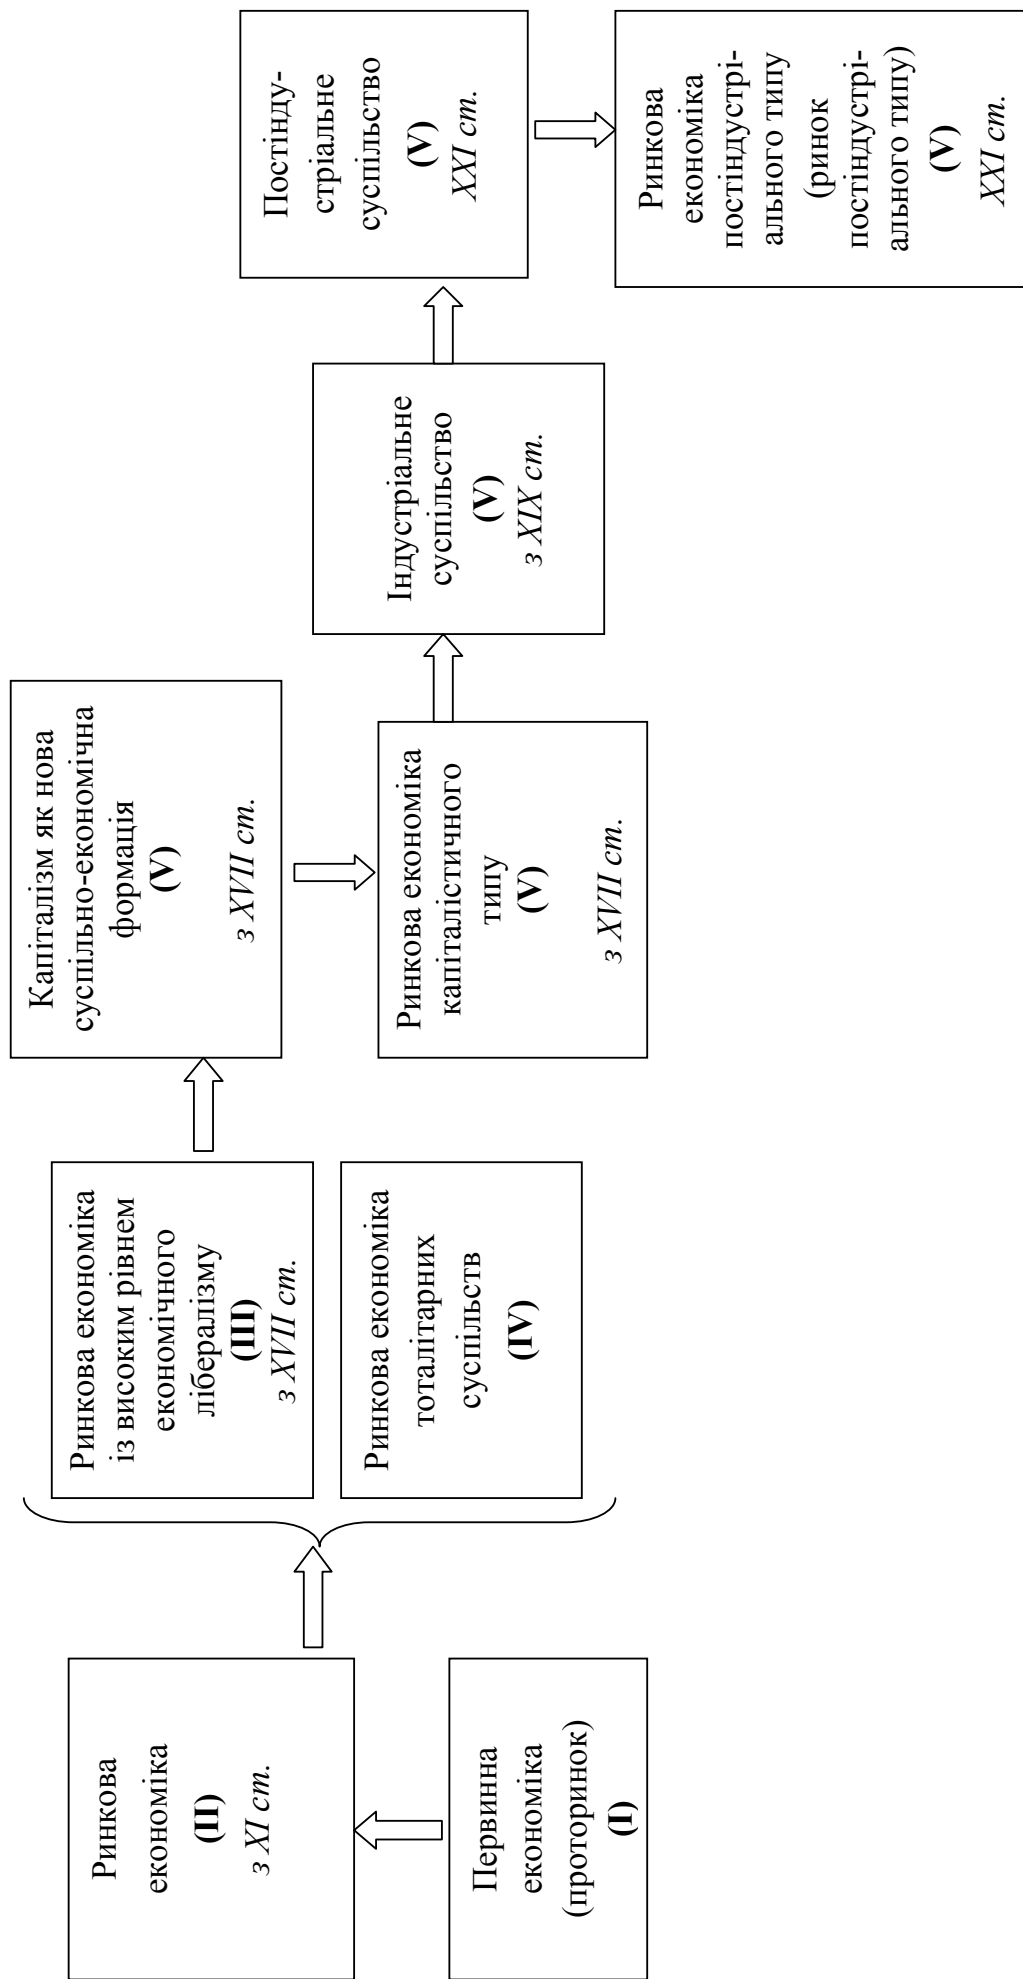 Первинна
економіка
(проторинок)
(I)
Ринкова
економіка
(II)
з XI ст.
Ринкова економіка
із високим рівнем
економічного
лібералізму
(III)
з XVII ст.
Ринкова економіка
тоталітарних
суспільств
(IV)
Капіталізм як нова
суспільно-економічна
формація
(V)
з XVII ст.
Ринкова економіка
капіталістичного
типу
(V)
з XVII ст.
Індустріальне
суспільство
(V)
з XIX ст.
Постінду-
стріальне
суспільство
(V)
XXI ст.
Ринкова
економіка
постіндустрі-
ального типу
(ринок
постіндустрі-
ального типу)
(V)
XXI ст.